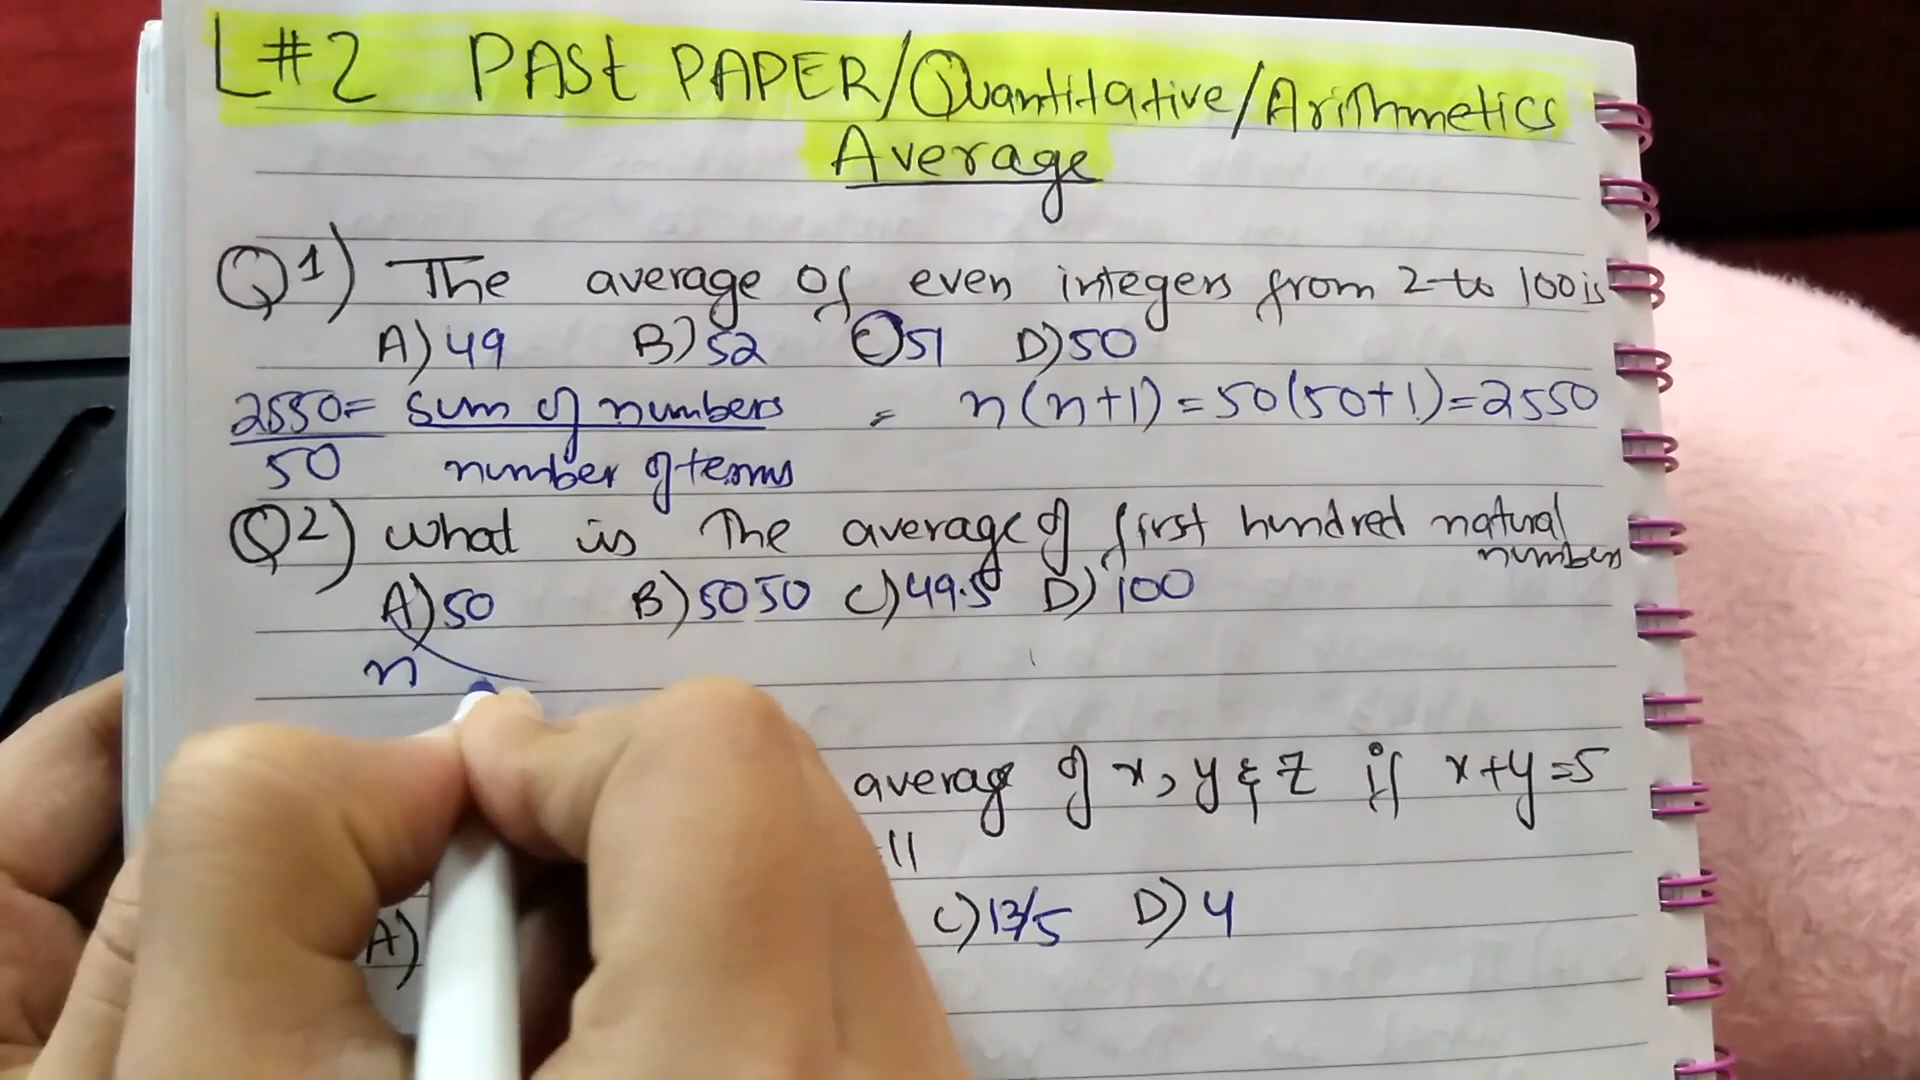 L#2 PASt PAPER/Quantitative/Arithmetics
Average
Q1) The average of even integers from 2 to 100 is
A) 49 B) 52 C) 51 D) 50
2550 = sum of numbers = n(n+1) = 50(50+1) = 2550
50 number of terms
Q2) what is The average of first hundred natural
numbers
A) 50 B) 5050 C) 49.5 D) 100
n
average of x, y & z if x+y=5
11
A) C) 13/5 D) 4